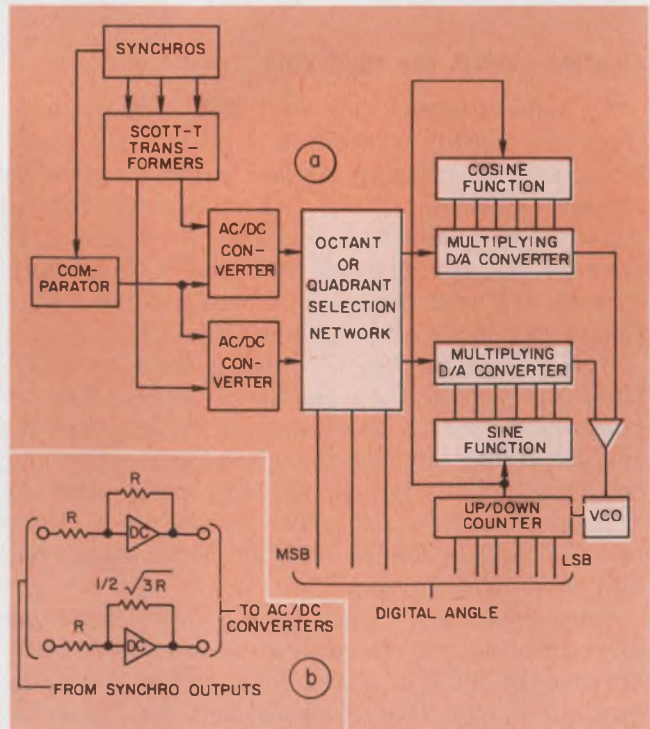 SYNCHROS
SCOTT-T
TRANS-
FORMERS
a
COSINE
FUNCTION
AC/DC
CON-
VERTER
OCTANT
OR
QUADRANT
SELECTION
NETWORK
MULTIPLYING
D/A CONVERTER
COM-
PARATOR
AC/DC
CON-
VERTER
MULTIPLYING
D/A CONVERTER
SINE
FUNCTION
UP/DOWN
COUNTER
VCO
MSB
LSB
DIGITAL ANGLE
R
R
DC
1/2 √3R
R
DC
TO AC/DC
CONVERTERS
FROM SYNCHRO OUTPUTS
b